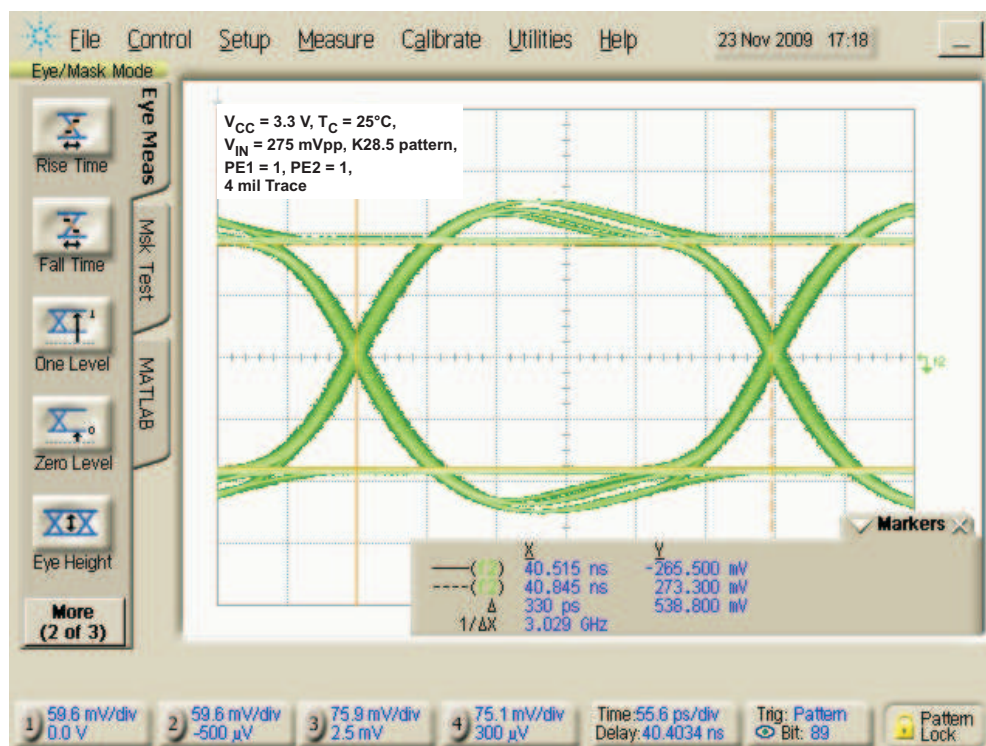 File Control Setup Measure Calibrate Utilities Help 23 Nov 2009 17:18
Eye/Mask Mode
Eye Meas
Msk Test
MATLAB
Rise Time
Fall Time
One Level
Zero Level
Eye Height
More
(2 of 3)
VCC = 3.3 V, TC = 25°C,
VIN = 275 mVpp, K28.5 pattern,
PE1 = 1, PE2 = 1,
4 mil Trace
f2
Markers
X Y
(f2) 40.515 ns -265.500 mV
(f2) 40.845 ns 273.300 mV
Δ 330 ps 538.800 mV
1/ΔX 3.029 GHz
1) 59.6 mV/div
0.0 V
2) 59.6 mV/div
-500 µV
3) 75.9 mV/div
2.5 mV
4) 75.1 mV/div
300 µV
Time:55.6 ps/div
Delay:40.4034 ns
Trig: Pattern
Bit: 89
Pattern
Lock